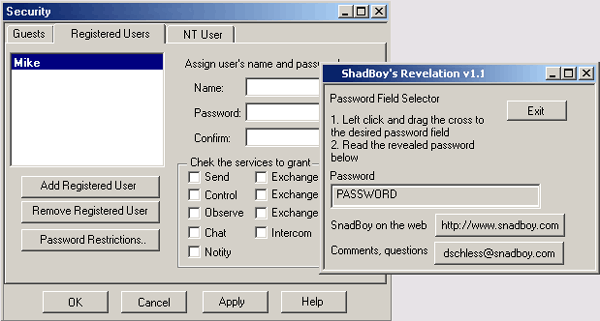 Security
Guests Registered Users NT User
Mike
Assign user's name and passw
Name:
Password:
Confirm:
Chek the services to grant
Send Exchange
Control Exchange
Observe Exchange
Chat Intercom
Notity
Add Registered User
Remove Registered User
Password Restrictions..
OK Cancel Apply Help
ShadBoy's Revelation v1.1
Password Field Selector
Exit
1. Left click and drag the cross to
the desired password field
2. Read the revealed password
below
Password
PASSWORD
SnadBoy on the web http://www.snadboy.com
Comments, questions dschless@snadboy.com